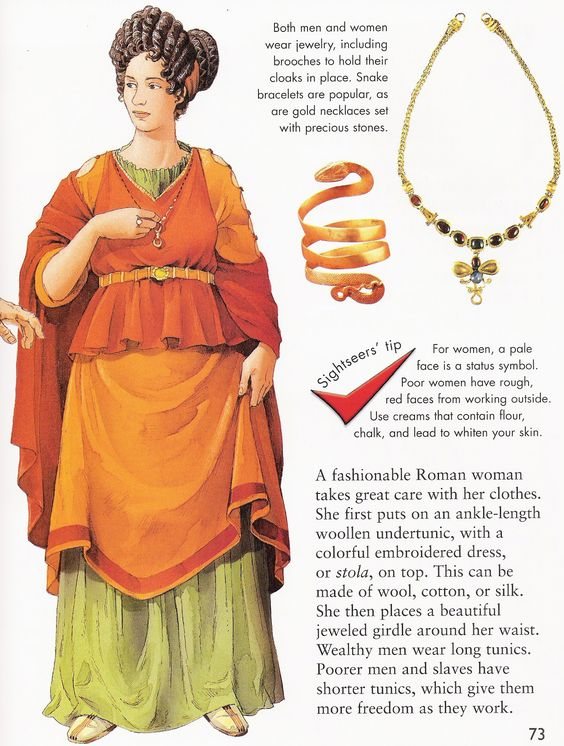 Both men and women
wear jewelry, including
brooches to hold their
cloaks in place. Snake
bracelets are popular, as
are gold necklaces set
with precious stones.
Sightseers' tip
For women, a pale
face is a status symbol.
Poor women have rough,
red faces from working outside.
Use creams that contain flour,
chalk, and lead to whiten your skin.
A fashionable Roman woman
takes great care with her clothes.
She first puts on an ankle-length
woollen undertunic, with a
colorful embroidered dress,
or stola, on top. This can be
made of wool, cotton, or silk.
She then places a beautiful
jeweled girdle around her waist.
Wealthy men wear long tunics.
Poorer men and slaves have
shorter tunics, which give them
more freedom as they work.
73